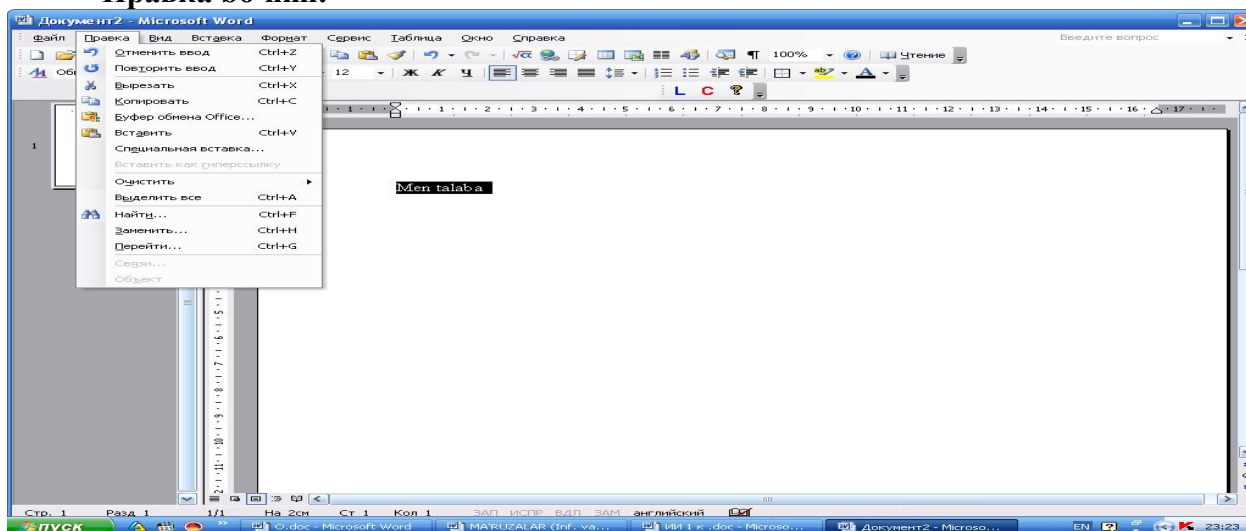 Документ2 - Microsoft Word
Файл Правка Вид Вставка Формат Сервис Таблица Окно Справка Введите вопрос
Отменить ввод Ctrl+Z
100% Чтение
Повторить ввод Ctrl+Y
12 Ж К Ч
Вырезать Ctrl+X
L C
Копировать Ctrl+C
Буфер обмена Office...
Вставить Ctrl+V
1
Специальная вставка...
Вставить как гиперссылку
Очистить
Men talaba
Выделить все Ctrl+A
Найти... Ctrl+F
Заменить... Ctrl+H
Перейти... Ctrl+G
Связи...
Объект
Стр. 1 Разд 1 1/1 На 2см Ст 1 Кол 1 ЗАП ИСПР ВДЛ ЗАМ английский
пуск O.doc - Microsoft Word MA'RUZALAR (Inf. va... ИИ 1 к .doc - Microso... Документ2 - Microso... EN 23:23